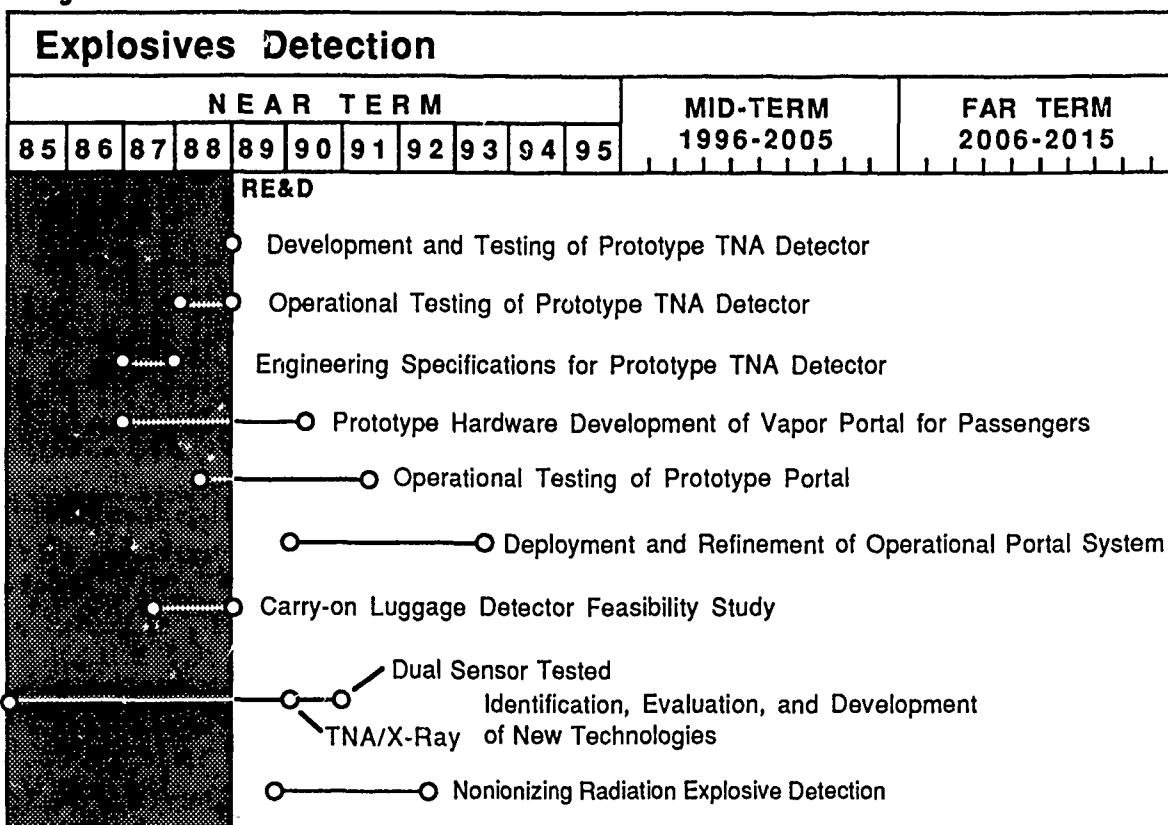 Explosives Detection
NEAR TERM
MID-TERM
1996-2005
FAR TERM
2006-2015
85 86 87 88 89 90 91 92 93 94 95
RE&D
Development and Testing of Prototype TNA Detector
Operational Testing of Prototype TNA Detector
Engineering Specifications for Prototype TNA Detector
Prototype Hardware Development of Vapor Portal for Passengers
Operational Testing of Prototype Portal
Deployment and Refinement of Operational Portal System
Carry-on Luggage Detector Feasibility Study
Dual Sensor Tested
Identification, Evaluation, and Development
TNA/X-Ray
of New Technologies
Nonionizing Radiation Explosive Detection